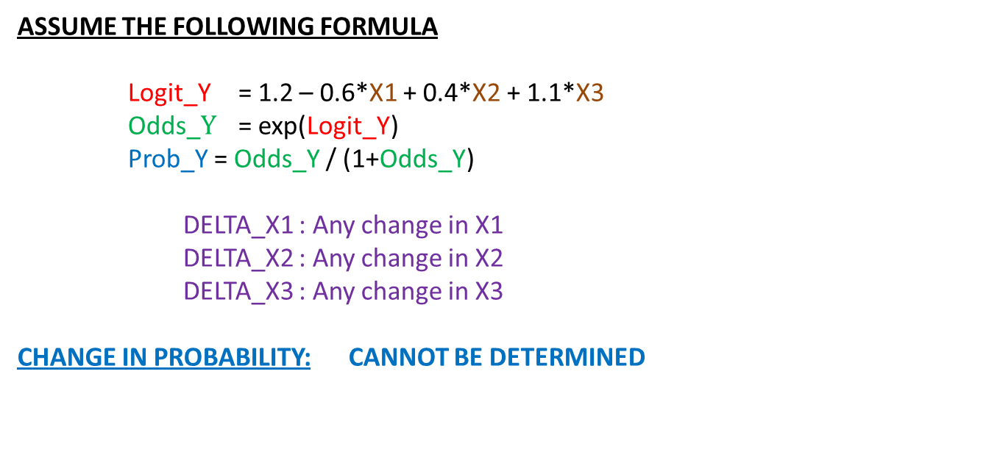 ASSUME THE FOLLOWING FORMULA
Logit_Y = 1.2 – 0.6*X1 + 0.4*X2 + 1.1*X3
Odds_Y = exp(Logit_Y)
Prob_Y = Odds_Y / (1+Odds_Y)
DELTA_X1 : Any change in X1
DELTA_X2 : Any change in X2
DELTA_X3 : Any change in X3
CHANGE IN PROBABILITY: CANNOT BE DETERMINED